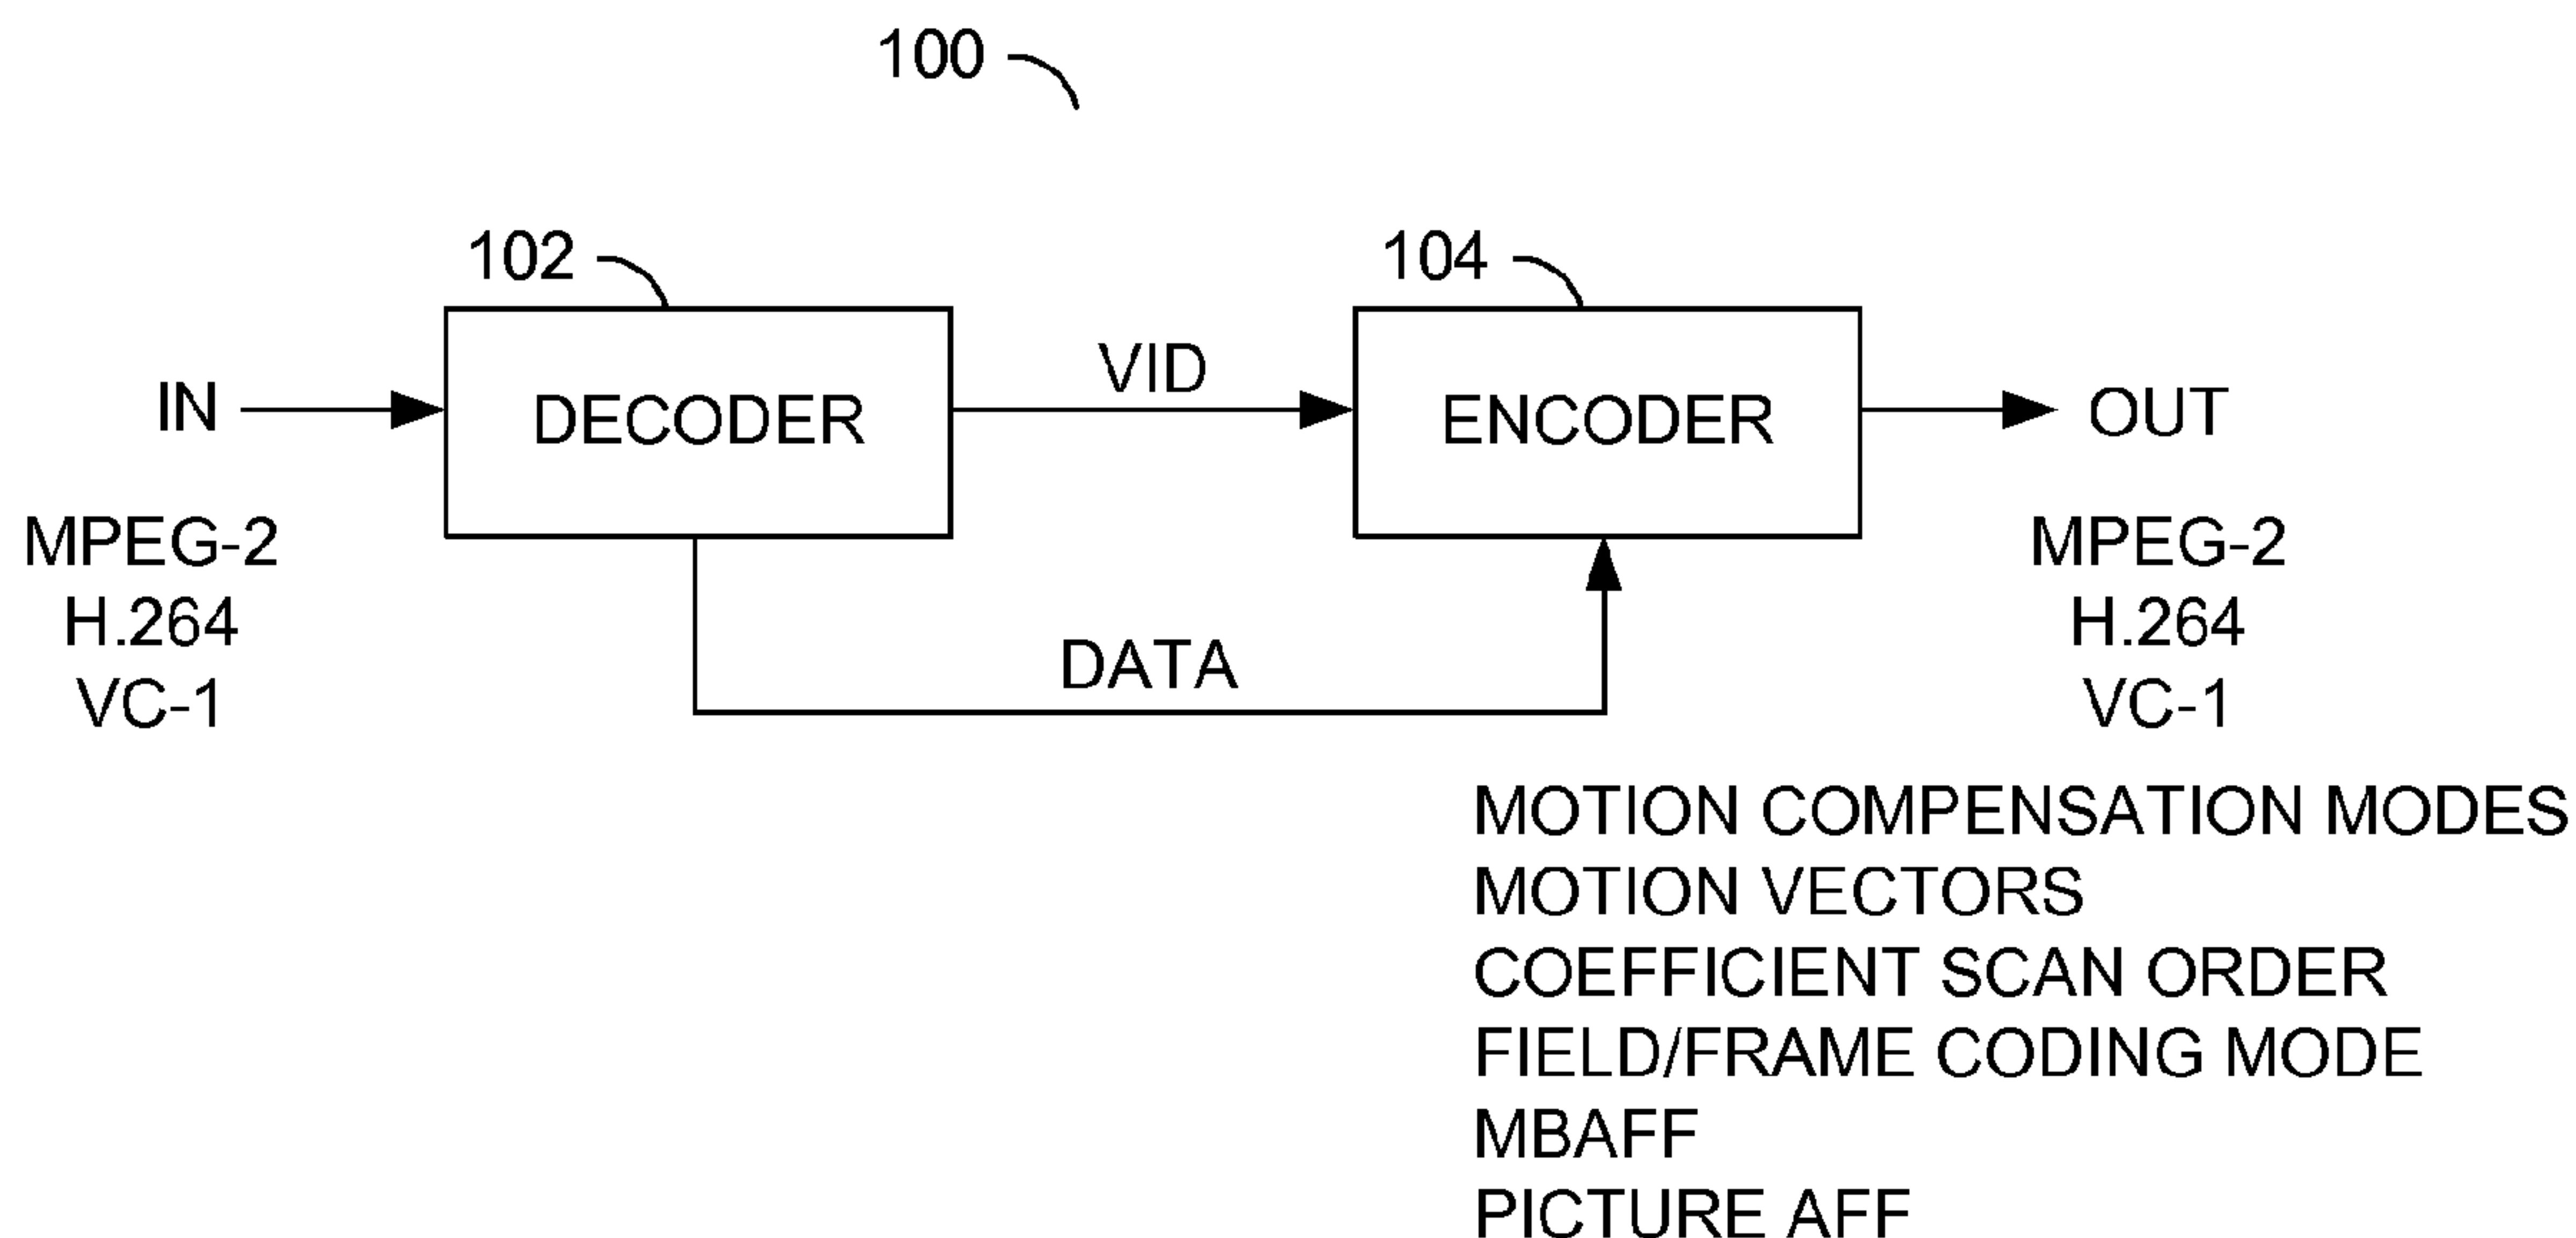 100
102
104
IN
DECODER
VID
ENCODER
OUT
MPEG-2
H.264
VC-1
DATA
MPEG-2
H.264
VC-1
MOTION COMPENSATION MODES
MOTION VECTORS
COEFFICIENT SCAN ORDER
FIELD/FRAME CODING MODE
MBAFF
PICTURE AFF